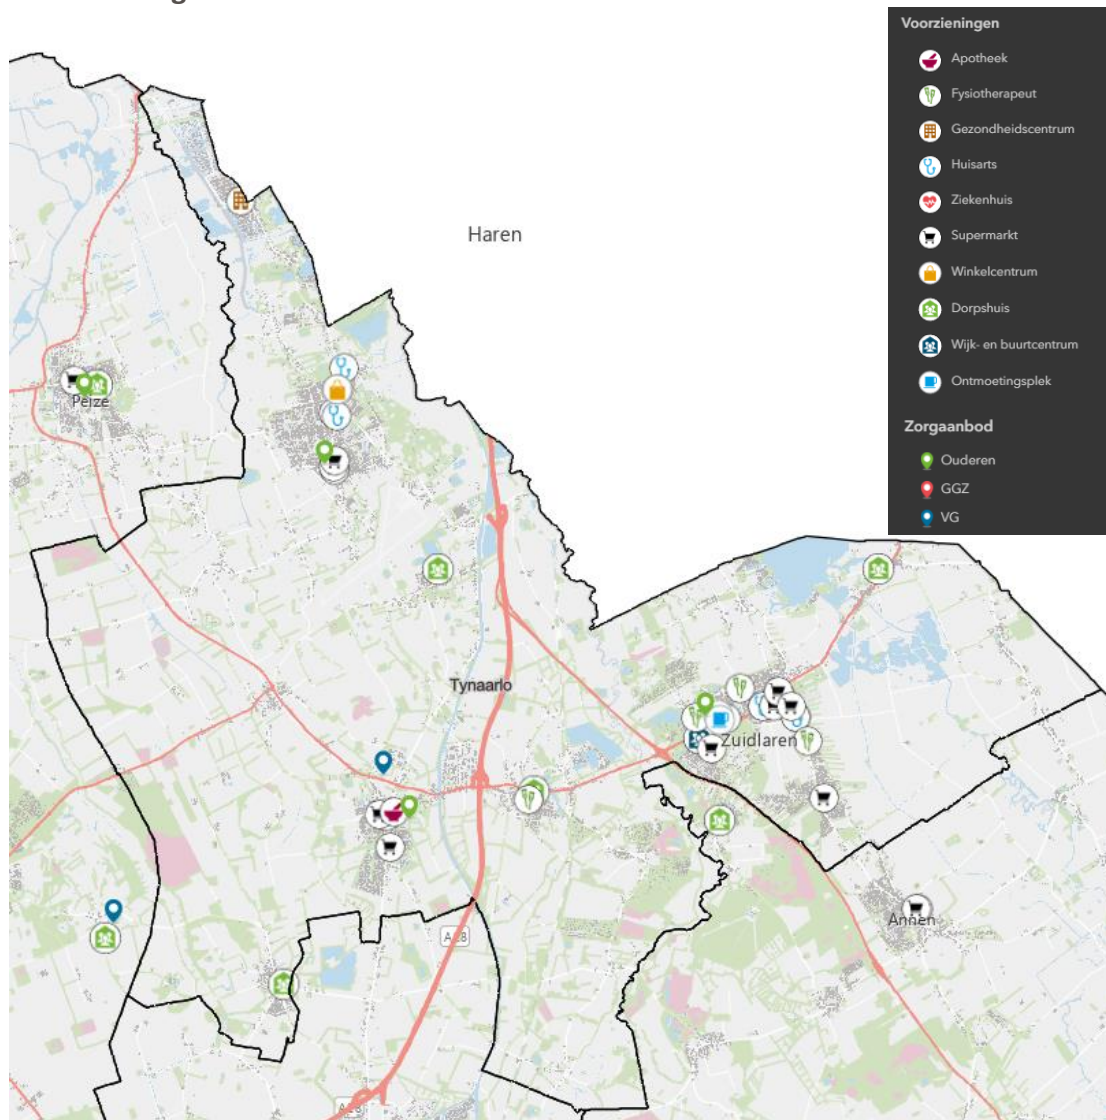 Voorzieningen
Apotheek
Fysiotherapeut
Gezondheidscentrum
Huisarts
Ziekenhuis
Supermarkt
Winkelcentrum
Dorpshuis
Wijk- en buurtcentrum
Ontmoetingsplek
Zorgaanbod
Ouderen
GGZ
VG
Haren
Peize
Tynaarlo
Zuidlaren
Annen
A28
A28